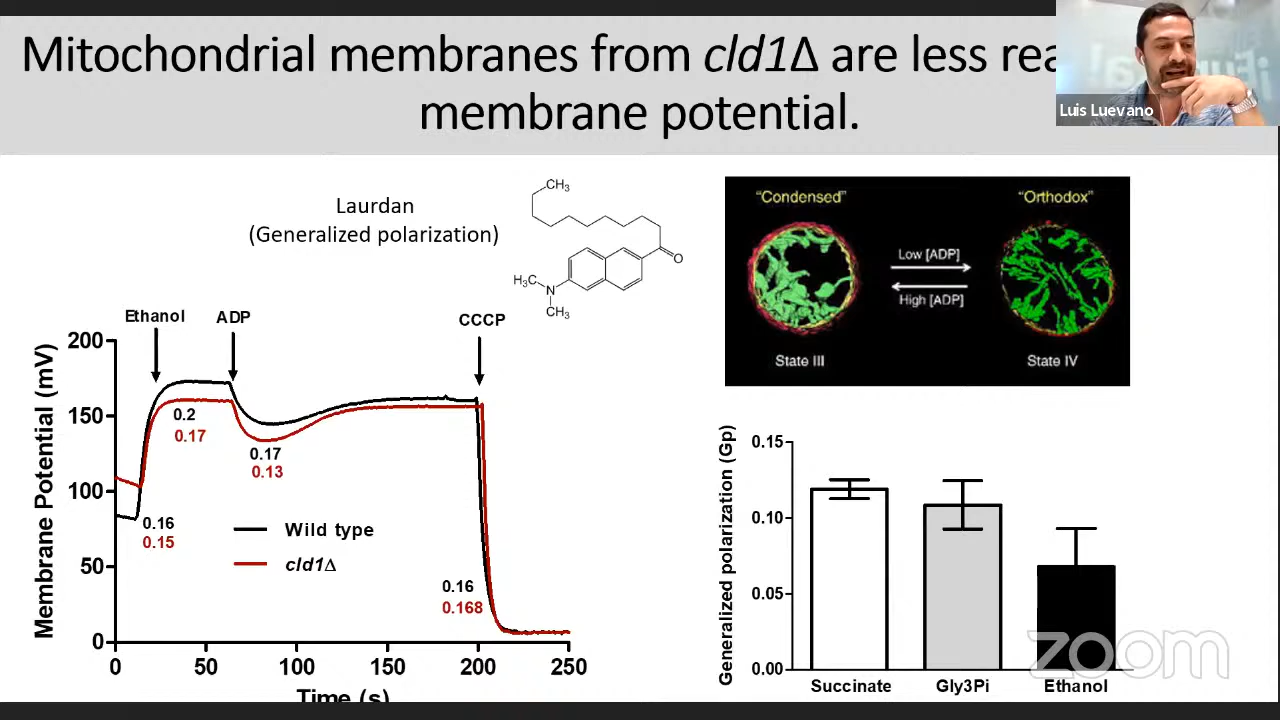 Mitochondrial membranes from cld1Δ are less
membrane potential.
Luis Luevano
Laurdan
(Generalized polarization)
CH₃
O
H₃C
N
CH₃
"Condensed"
"Orthodox"
Low [ADP]
High [ADP]
State III
State IV
Ethanol
ADP
CCCP
Membrane Potential (mV)
200
150
100
50
0
0.2
0.17
0.17
0.13
0.16
0.15
0.16
0.168
Wild type
cld1Δ
0
50
100
150
200
250
Time (s)
Generalized polarization (Gp)
0.15
0.10
0.05
0.00
Succinate
Gly3Pi
Ethanol
zoom